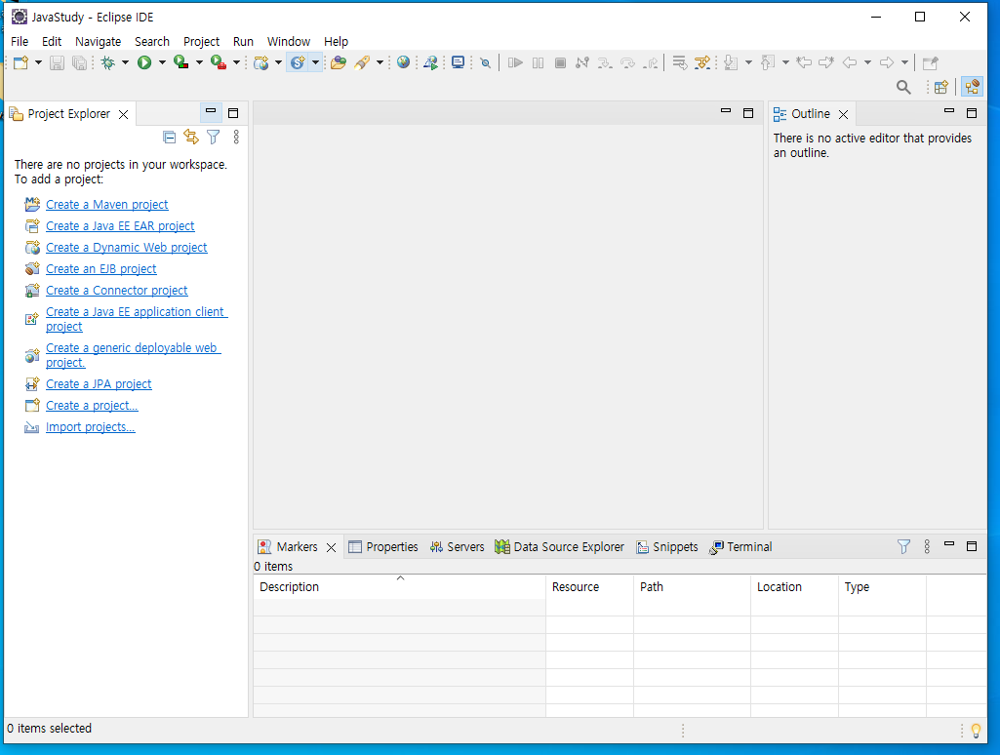 JavaStudy - Eclipse IDE
File Edit Navigate Search Project Run Window Help
Project Explorer
There are no projects in your workspace.
To add a project:
Create a Maven project
Create a Java EE EAR project
Create a Dynamic Web project
Create an EJB project
Create a Connector project
Create a Java EE application client
project
Create a generic deployable web
project.
Create a JPA project
Create a project...
Import projects...
Outline
There is no active editor that provides
an outline.
Markers Properties Servers Data Source Explorer Snippets Terminal
0 items
Description Resource Path Location Type
0 items selected